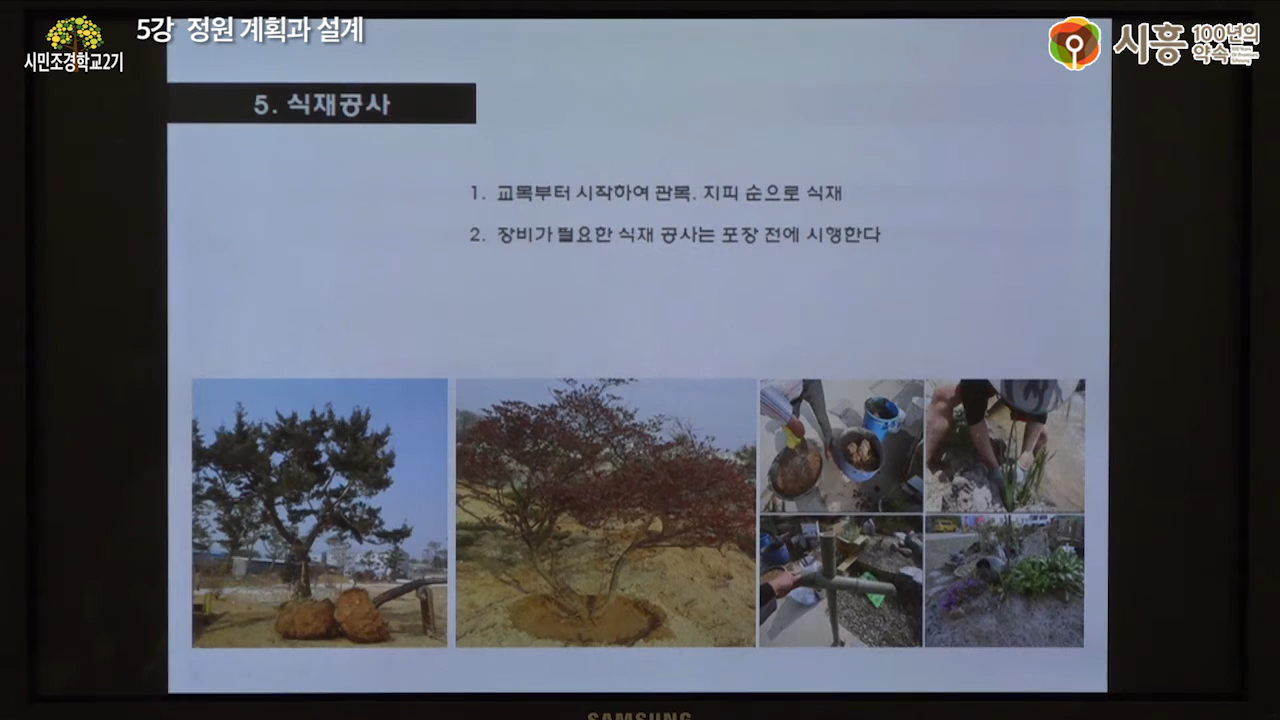 5강 정원 계획과 설계
시민조경학교2기
시흥 100년의
약속
5. 식재공사
1. 교목부터 시작하여 관목. 지피 순으로 식재
2. 장비가 필요한 식재 공사는 포장 전에 시행한다
SAMSUNG